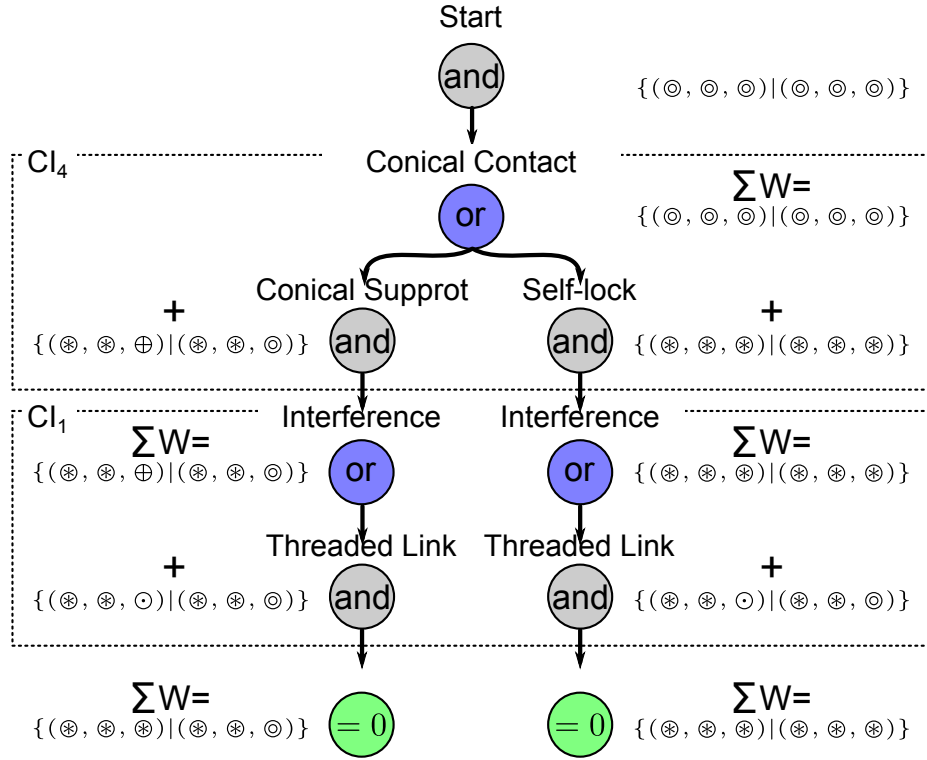 Start
and
{(⊚, ⊚, ⊚)|(⊚, ⊚, ⊚)}
CI₄
Conical Contact
∑W=
or
{(⊚, ⊚, ⊚)|(⊚, ⊚, ⊚)}
Conical Supprot
Self-lock
+
+
{(⊛, ⊛, ⊕)|(⊛, ⊛, ⊚)}
and
and
{(⊛, ⊛, ⊛)|(⊛, ⊛, ⊛)}
CI₁
Interference
Interference
∑W=
∑W=
{(⊛, ⊛, ⊕)|(⊛, ⊛, ⊚)}
or
or
{(⊛, ⊛, ⊛)|(⊛, ⊛, ⊛)}
Threaded Link
Threaded Link
+
+
{(⊛, ⊛, ⊙)|(⊛, ⊛, ⊚)}
and
and
{(⊛, ⊛, ⊙)|(⊛, ⊛, ⊚)}
∑W=
∑W=
{(⊛, ⊛, ⊛)|(⊛, ⊛, ⊚)}
= 0
= 0
{(⊛, ⊛, ⊛)|(⊛, ⊛, ⊛)}